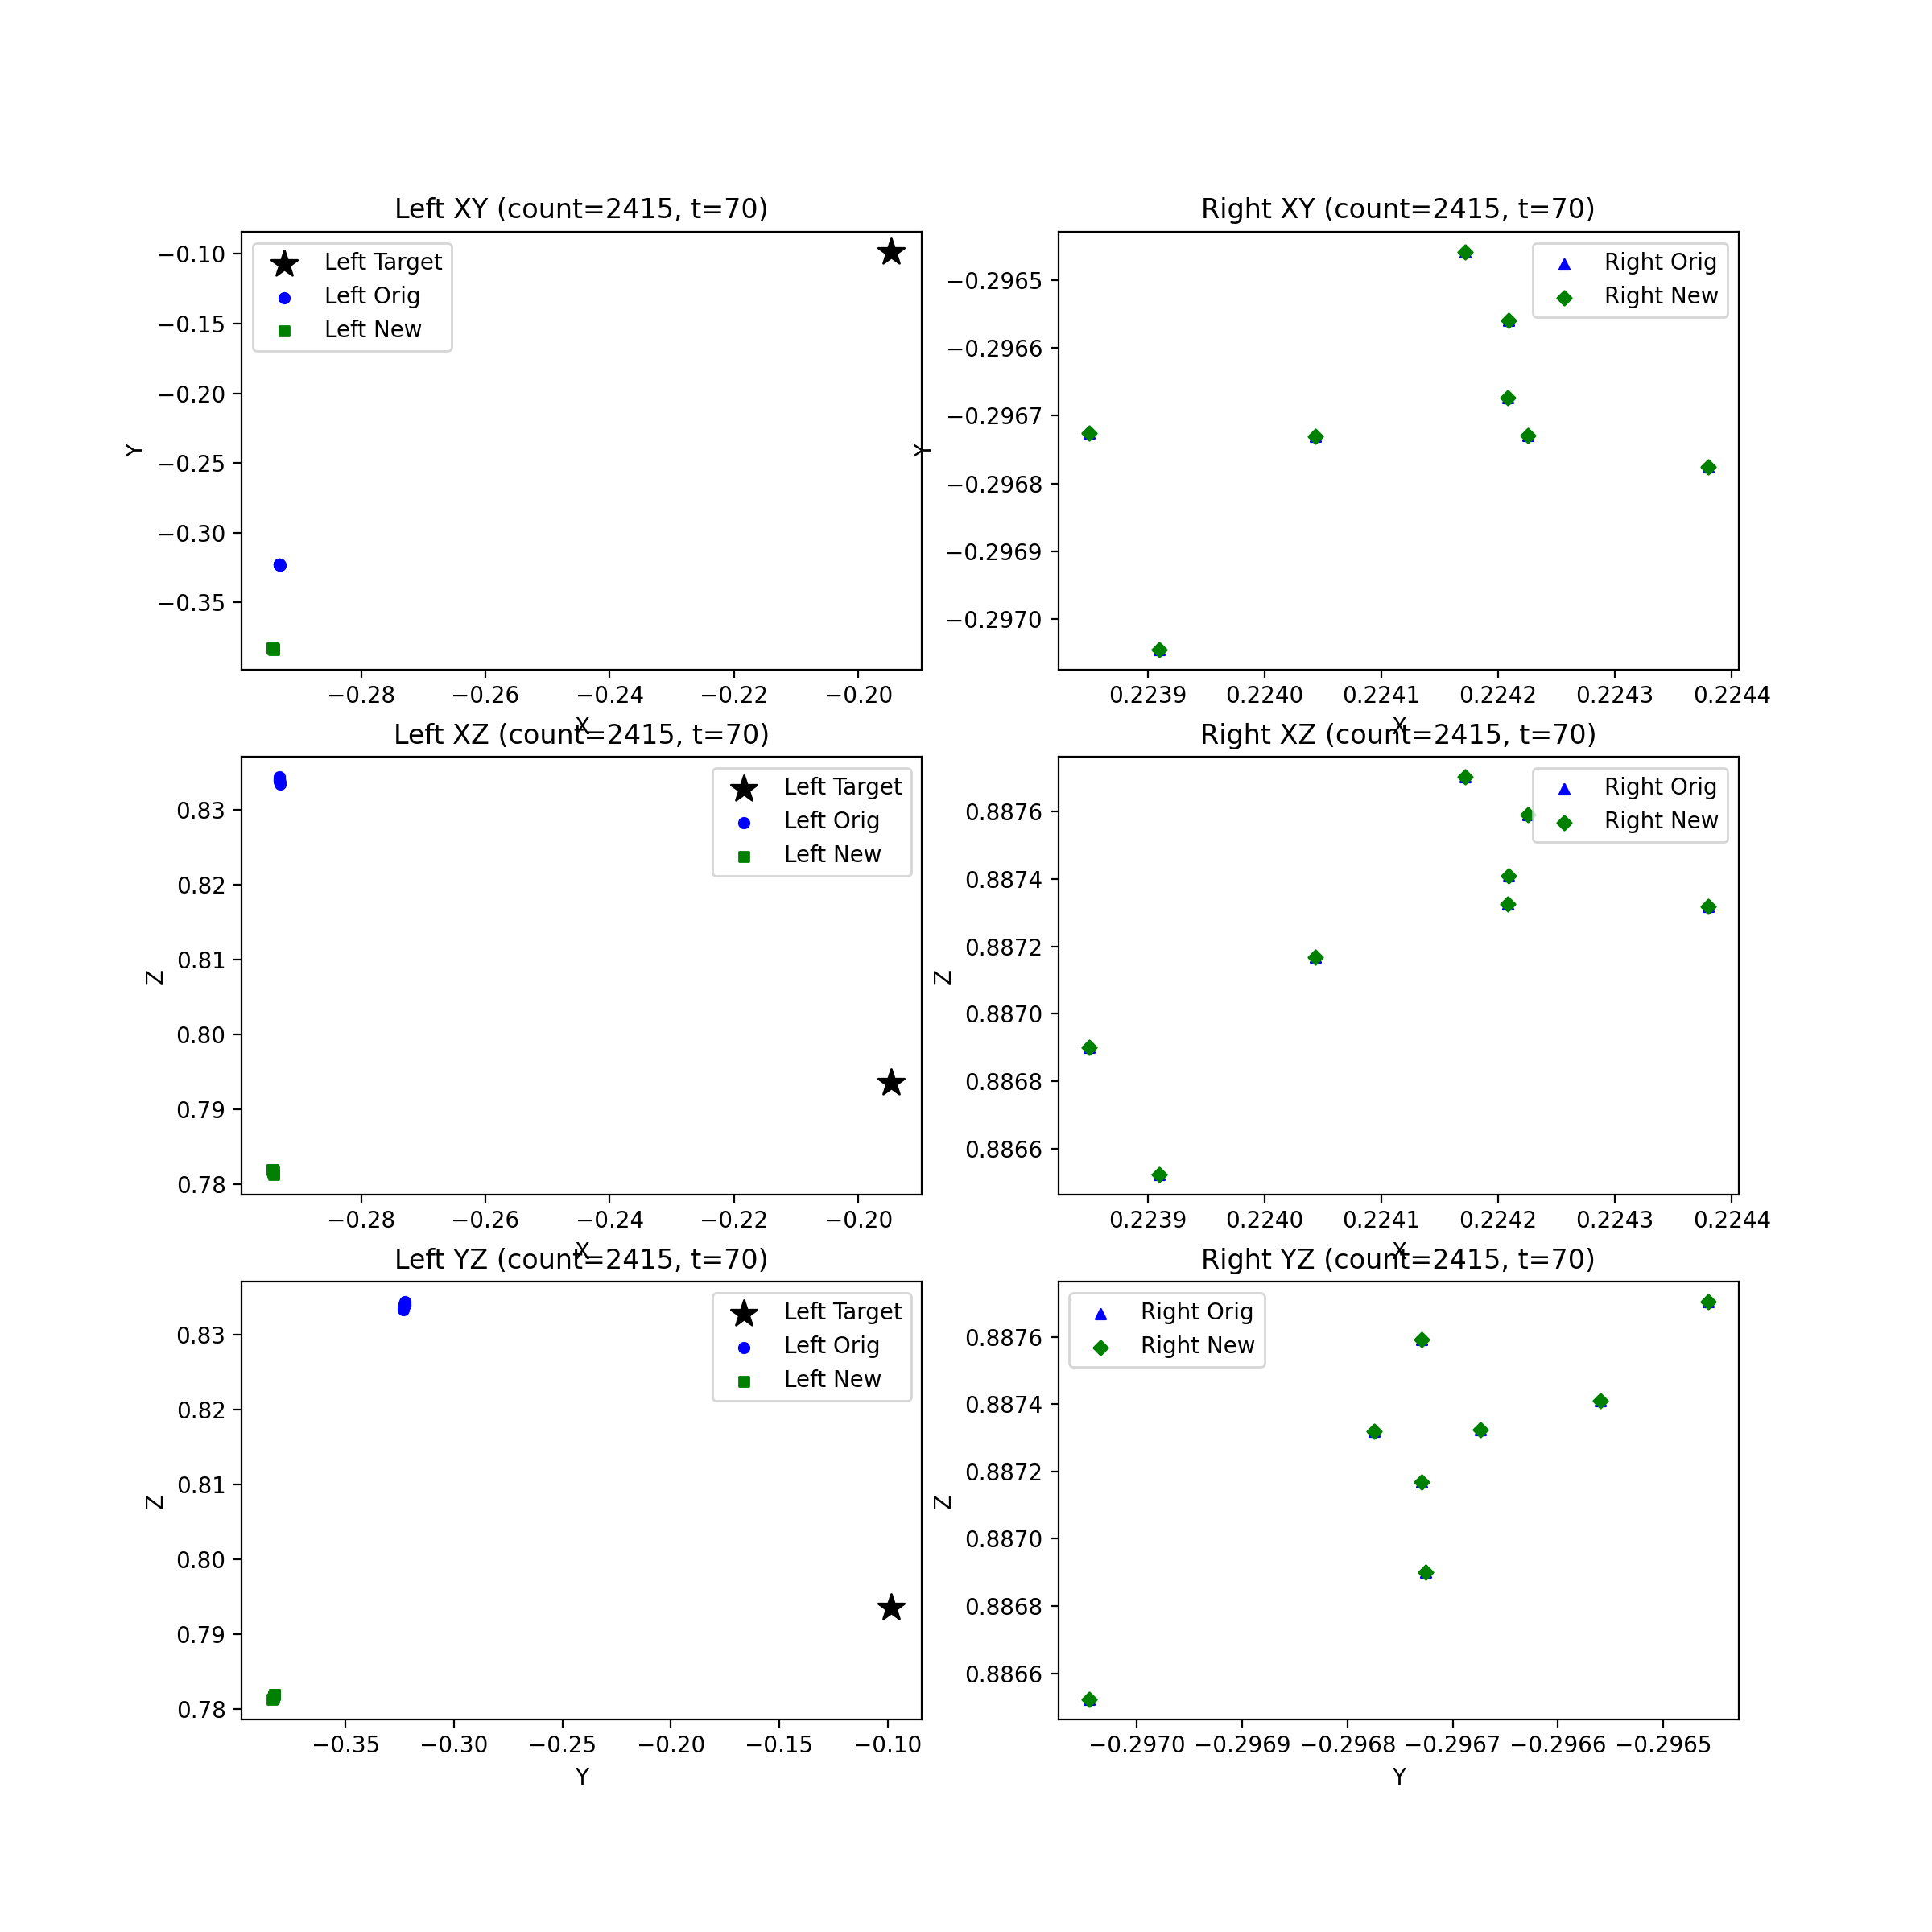 Left XY (count=2415, t=70)
Y
−0.10
−0.15
−0.20
−0.25
−0.30
−0.35
Left Target
Left Orig
Left New
−0.28 −0.26 −0.24 −0.22 −0.20
X
Right XY (count=2415, t=70)
Y
−0.2965
−0.2966
−0.2967
−0.2968
−0.2969
−0.2970
Right Orig
Right New
0.2239 0.2240 0.2241 0.2242 0.2243 0.2244
X
Left XZ (count=2415, t=70)
Z
0.83
0.82
0.81
0.80
0.79
0.78
Left Target
Left Orig
Left New
−0.28 −0.26 −0.24 −0.22 −0.20
X
Right XZ (count=2415, t=70)
Z
0.8876
0.8874
0.8872
0.8870
0.8868
0.8866
Right Orig
Right New
0.2239 0.2240 0.2241 0.2242 0.2243 0.2244
X
Left YZ (count=2415, t=70)
Z
0.83
0.82
0.81
0.80
0.79
0.78
Left Target
Left Orig
Left New
−0.35 −0.30 −0.25 −0.20 −0.15 −0.10
Y
Right YZ (count=2415, t=70)
Z
0.8876
0.8874
0.8872
0.8870
0.8868
0.8866
Right Orig
Right New
−0.2970 −0.2969 −0.2968 −0.2967 −0.2966 −0.2965
Y